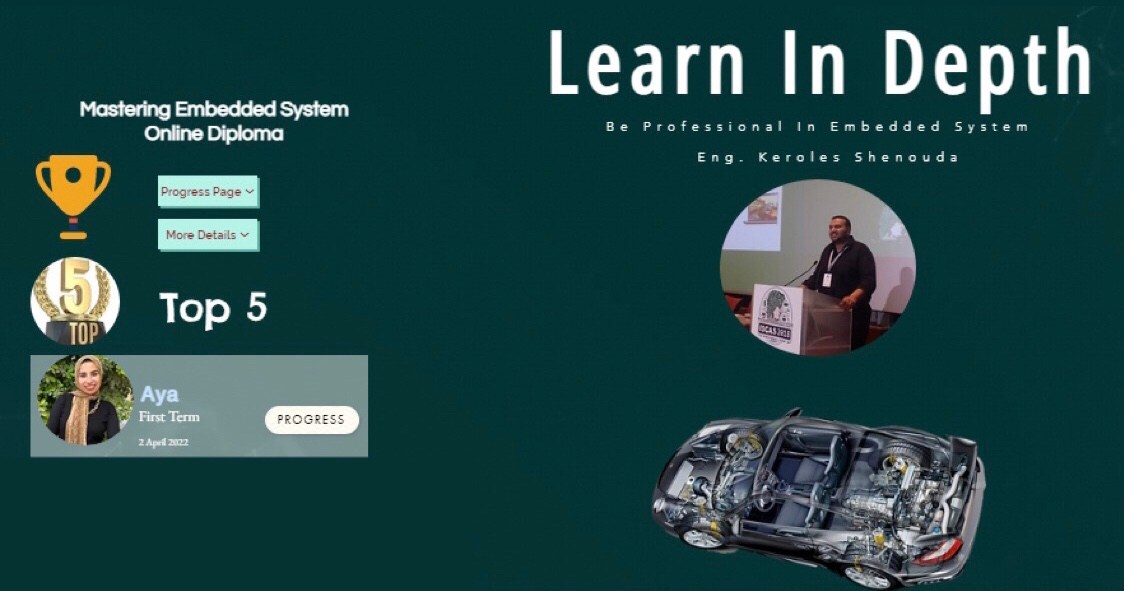 Learn In Depth
Be Professional In Embedded System
Eng. Keroles Shenouda
Mastering Embedded System
Online Diploma
Progress Page
More Details
5
TOP
Top 5
Aya
First Term
2 April 2022
PROGRESS